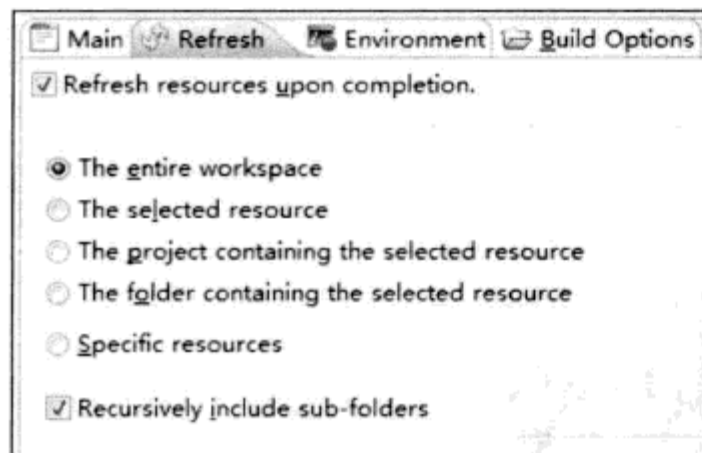 Main Refresh Environment Build Options
Refresh resources upon completion.
The entire workspace
The selected resource
The project containing the selected resource
The folder containing the selected resource
Specific resources
Recursively include sub-folders